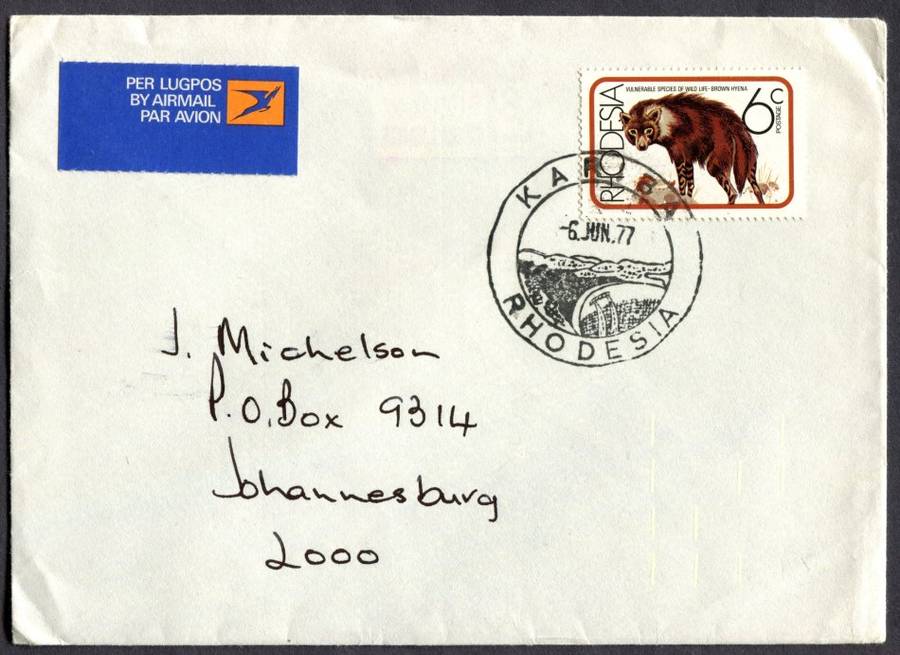 PER LUGPOS
BY AIRMAIL
PAR AVION
VULNERABLE SPECIES OF WILD LIFE-BROWN HYENA
RHODESIA
6c
POSTAGE
KARIBA
-6.JUN.77
RHODESIA
J. Michelson
P.O. Box 9314
Johannesburg
2000